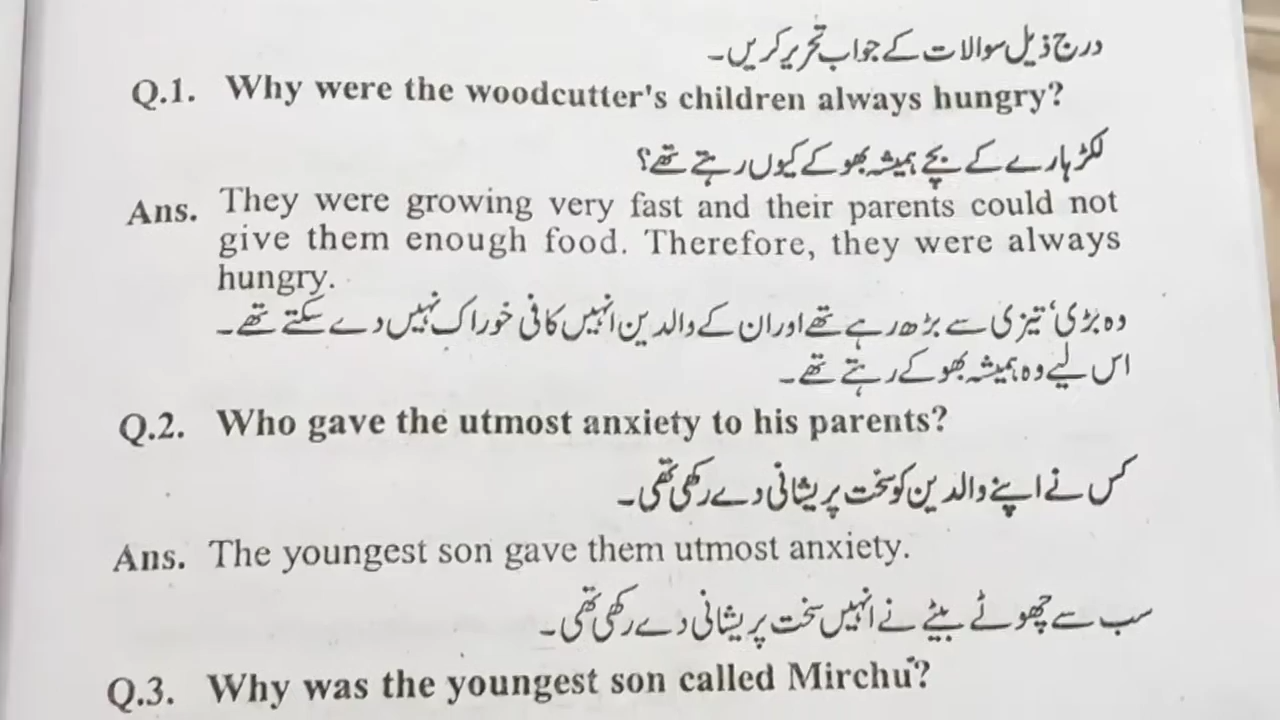 درج ذیل سوالات کے جواب تحریر کریں۔
Q.1. Why were the woodcutter's children always hungry?
لکڑہارے کے بچے ہمیشہ بھوکے کیوں رہتے تھے؟
Ans. They were growing very fast and their parents could not
give them enough food. Therefore, they were always
hungry.
وہ بڑی تیزی سے بڑھ رہے تھے اور ان کے والدین انہیں کافی خوراک نہیں دے سکتے تھے۔
اس لیے وہ ہمیشہ بھوکے رہتے تھے۔
Q.2. Who gave the utmost anxiety to his parents?
کس نے اپنے والدین کو سخت پریشانی دے رکھی تھی۔
Ans. The youngest son gave them utmost anxiety.
سب سے چھوٹے بیٹے نے انہیں سخت پریشانی دے رکھی تھی۔
Q.3. Why was the youngest son called Mirchu?